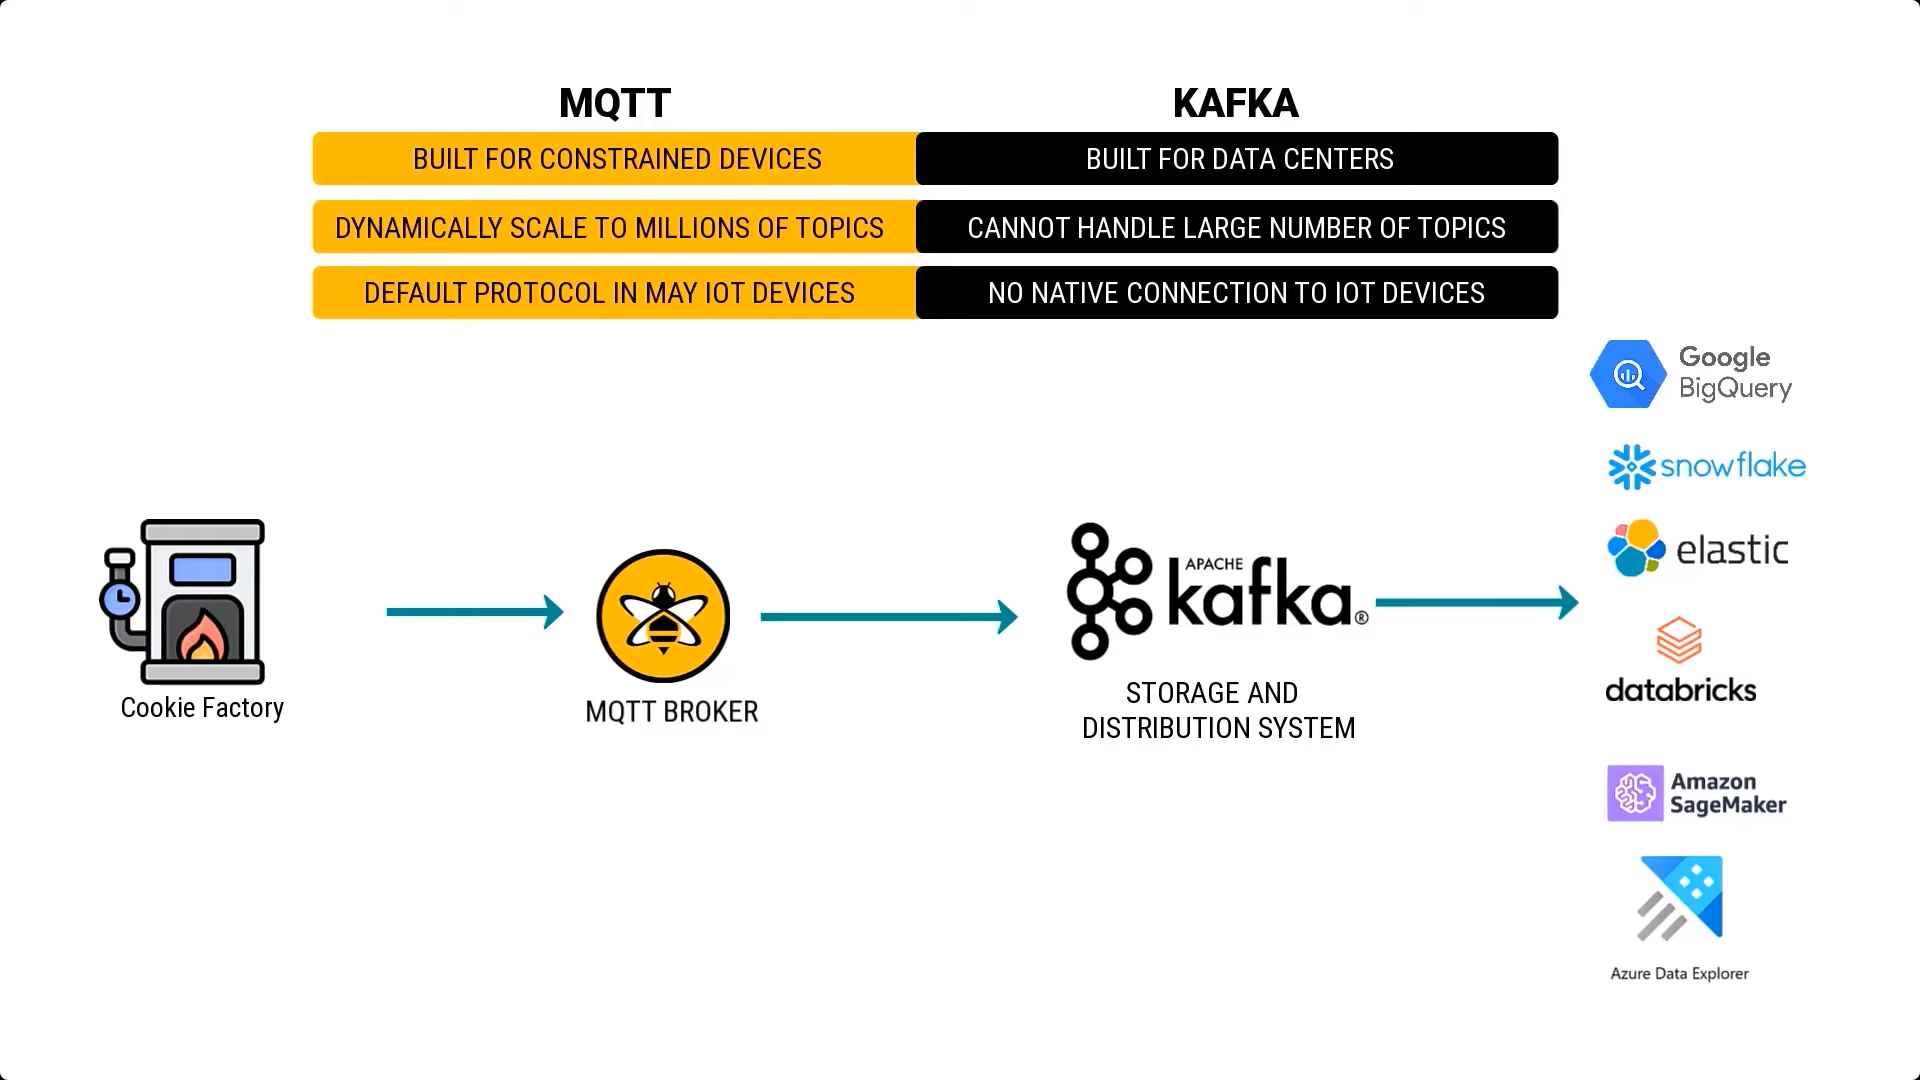 MQTT
KAFKA
BUILT FOR CONSTRAINED DEVICES
BUILT FOR DATA CENTERS
DYNAMICALLY SCALE TO MILLIONS OF TOPICS
CANNOT HANDLE LARGE NUMBER OF TOPICS
DEFAULT PROTOCOL IN MAY IOT DEVICES
NO NATIVE CONNECTION TO IOT DEVICES
Google
BigQuery
snowflake
elastic
databricks
Amazon
SageMaker
Azure Data Explorer
Cookie Factory
MQTT BROKER
APACHE
kafka®
STORAGE AND
DISTRIBUTION SYSTEM